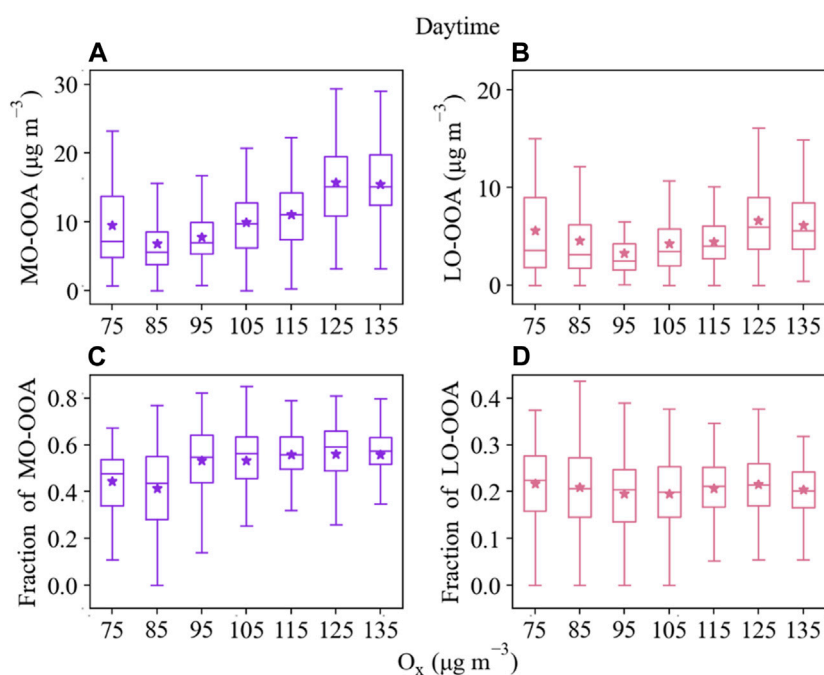 Daytime
A
B
MO-OOA (μg m⁻³)
30
20
10
0
75 85 95 105 115 125 135
LO-OOA (μg m⁻³)
20
10
0
75 85 95 105 115 125 135
C
D
Fraction of MO-OOA
0.8
0.6
0.4
0.2
0.0
75 85 95 105 115 125 135
Fraction of LO-OOA
0.4
0.3
0.2
0.1
0.0
75 85 95 105 115 125 135
Oₓ (μg m⁻³)